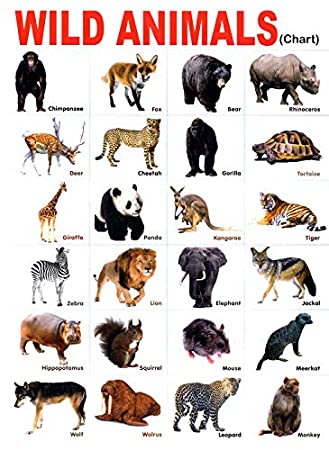 WILD ANIMALS (Chart)
Chimpanzee Fox Bear Rhinoceros
Deer Cheetah Gorilla Tortoise
Giraffe Panda Kangaroo Tiger
Zebra Lion Elephant Jackal
Hippopotamus Squirrel Mouse Meerkat
Wolf Walrus Leopard Monkey